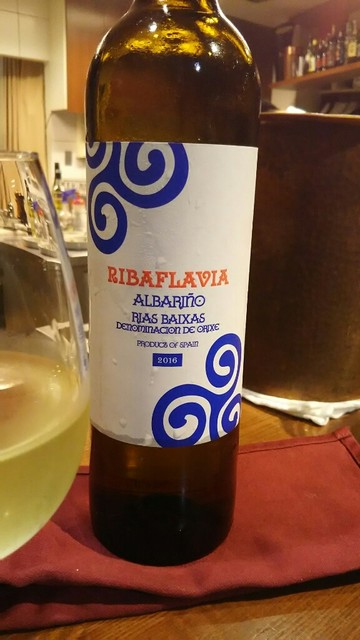 RIBAFLAVIA
ALBARIÑO
RIAS BAIXAS
DENOMINACION DE ORIXE
PRODUCT OF SPAIN
2016